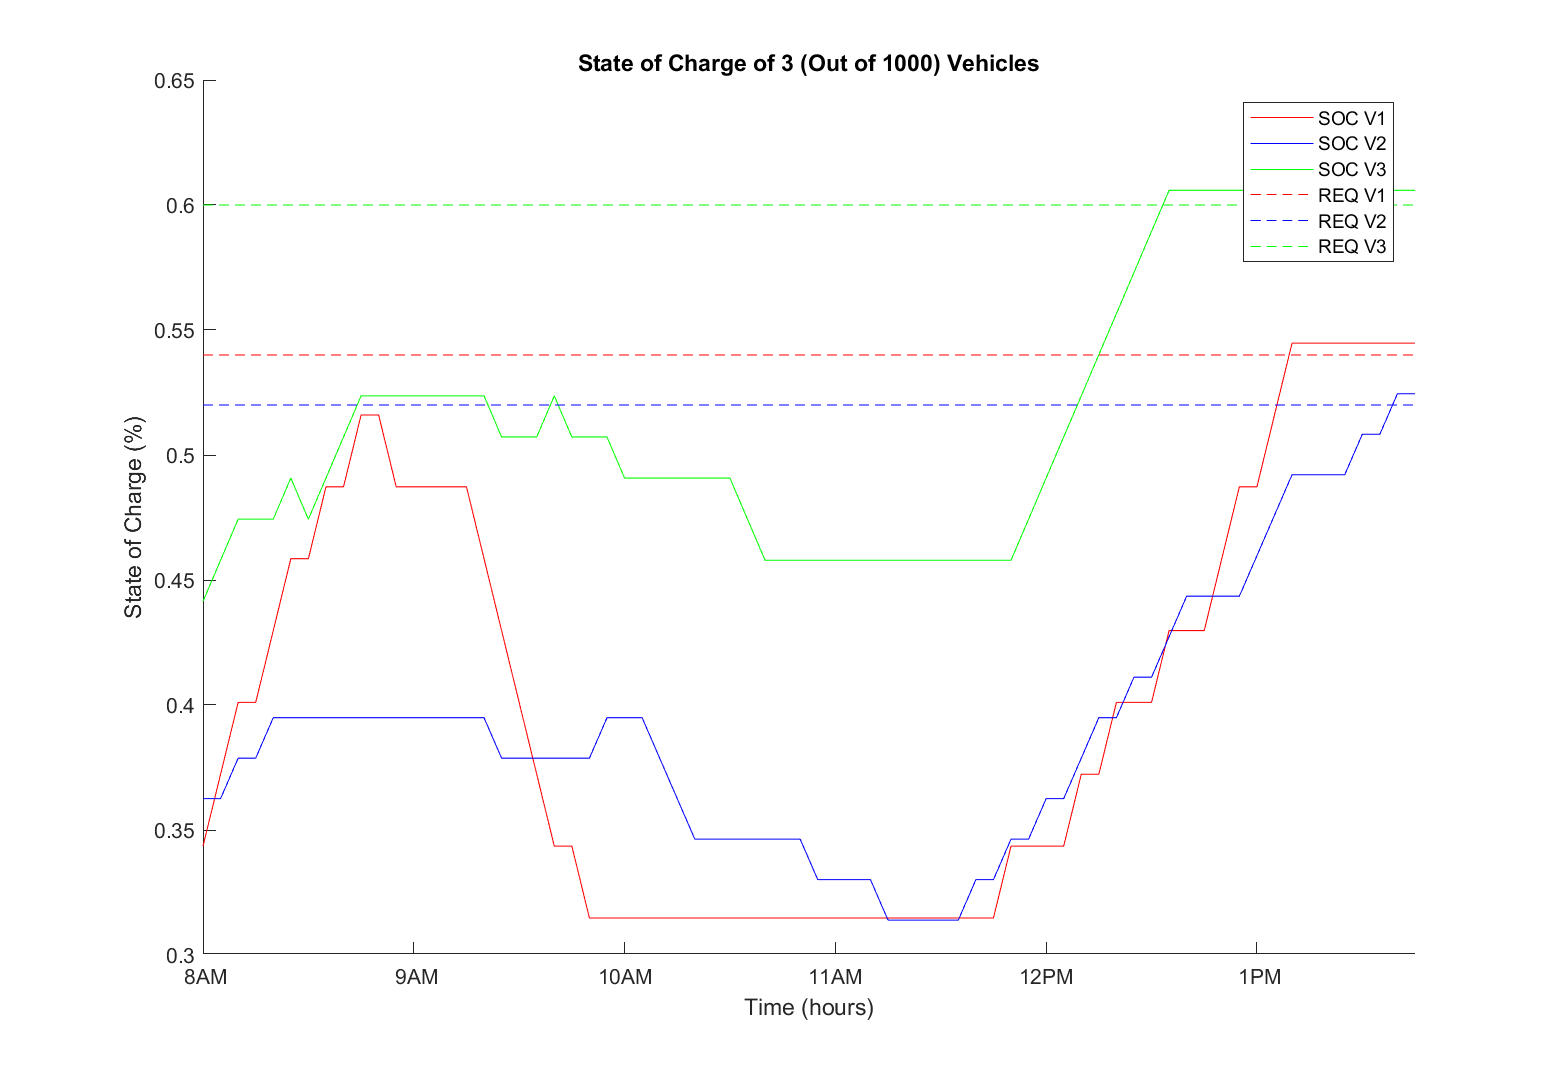 State of Charge of 3 (Out of 1000) Vehicles
0.65
0.6
0.55
0.5
0.45
0.4
0.35
0.3
State of Charge (%)
SOC V1
SOC V2
SOC V3
REQ V1
REQ V2
REQ V3
8AM 9AM 10AM 11AM 12PM 1PM
Time (hours)